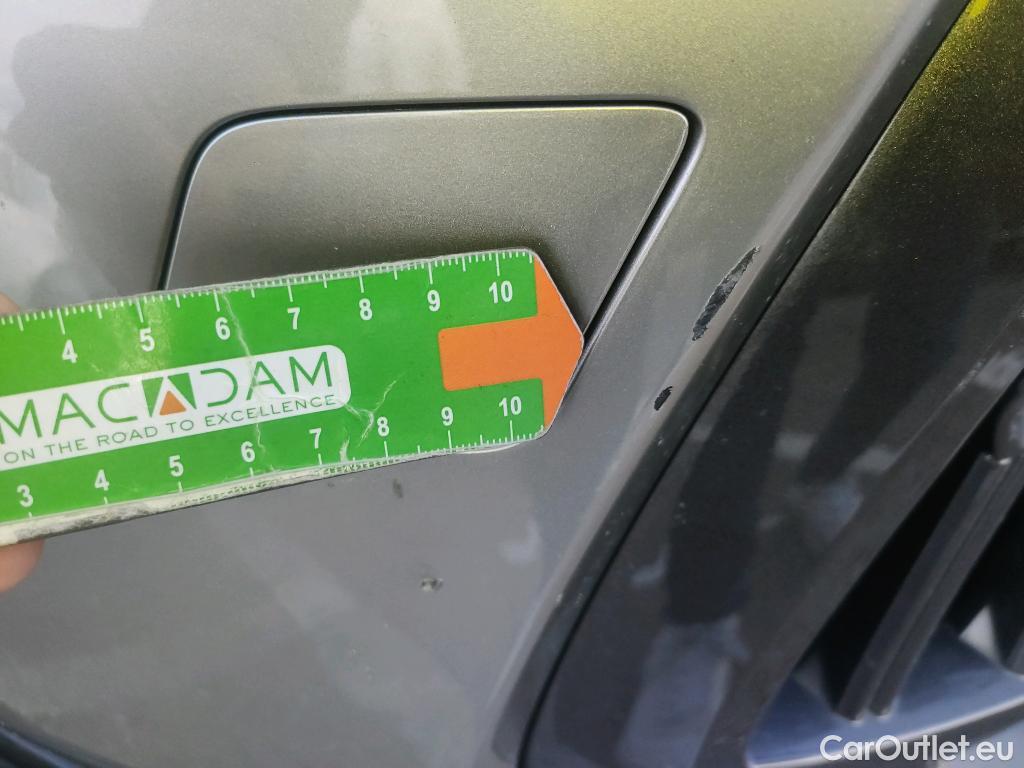 4 5 6 7 8 9 10
MACADAM
ON THE ROAD TO EXCELLENCE
3 4 5 6 7 8 9 10
CarOutlet.eu